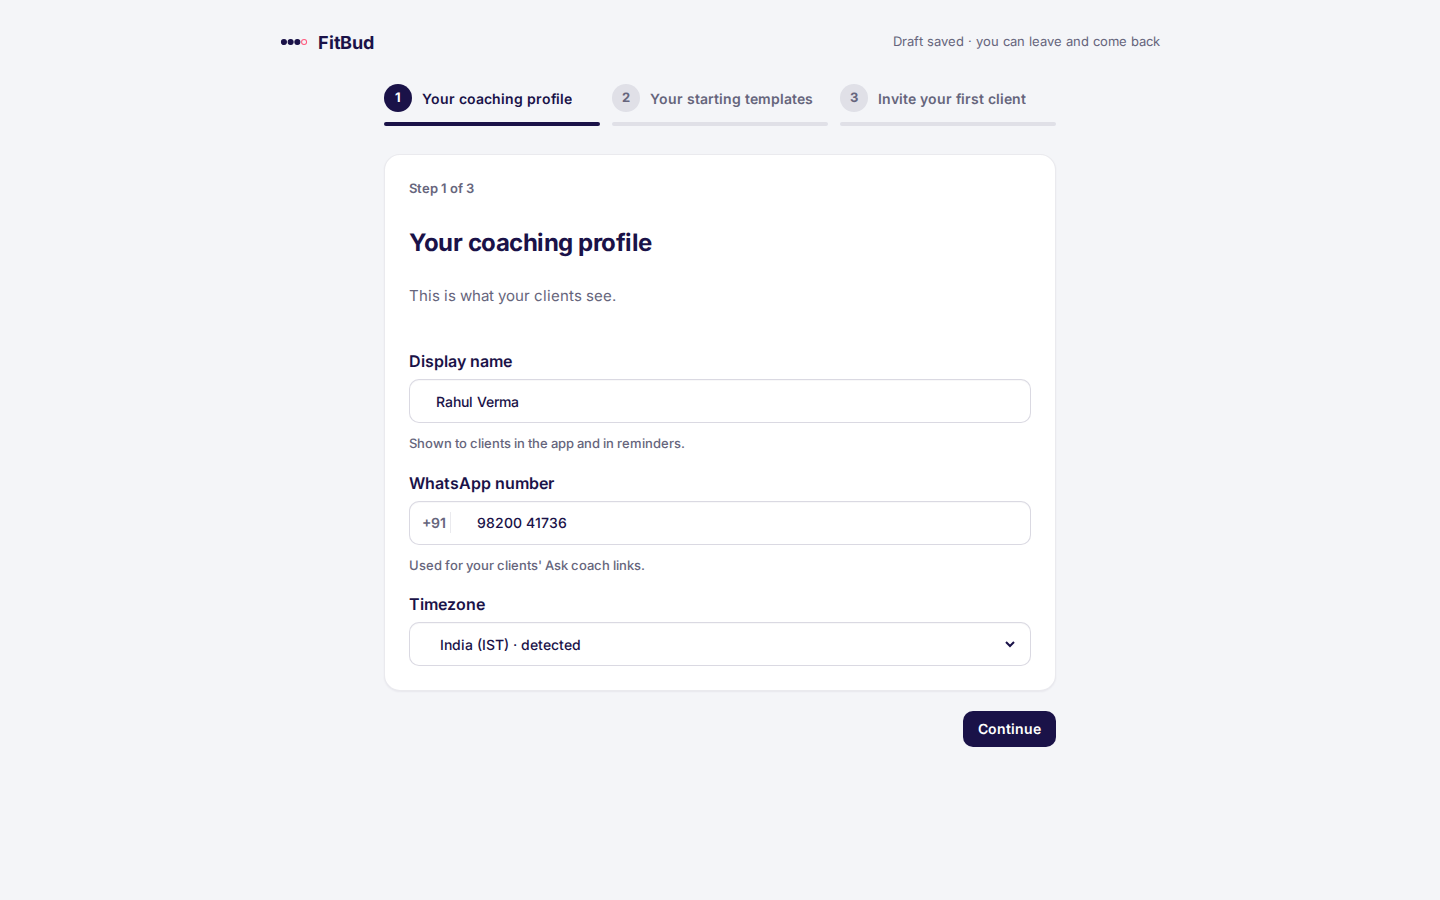 FitBud
Draft saved · you can leave and come back
1 Your coaching profile
2 Your starting templates
3 Invite your first client
Step 1 of 3
Your coaching profile
This is what your clients see.
Display name
Rahul Verma
Shown to clients in the app and in reminders.
WhatsApp number
+91 98200 41736
Used for your clients' Ask coach links.
Timezone
India (IST) · detected
Continue